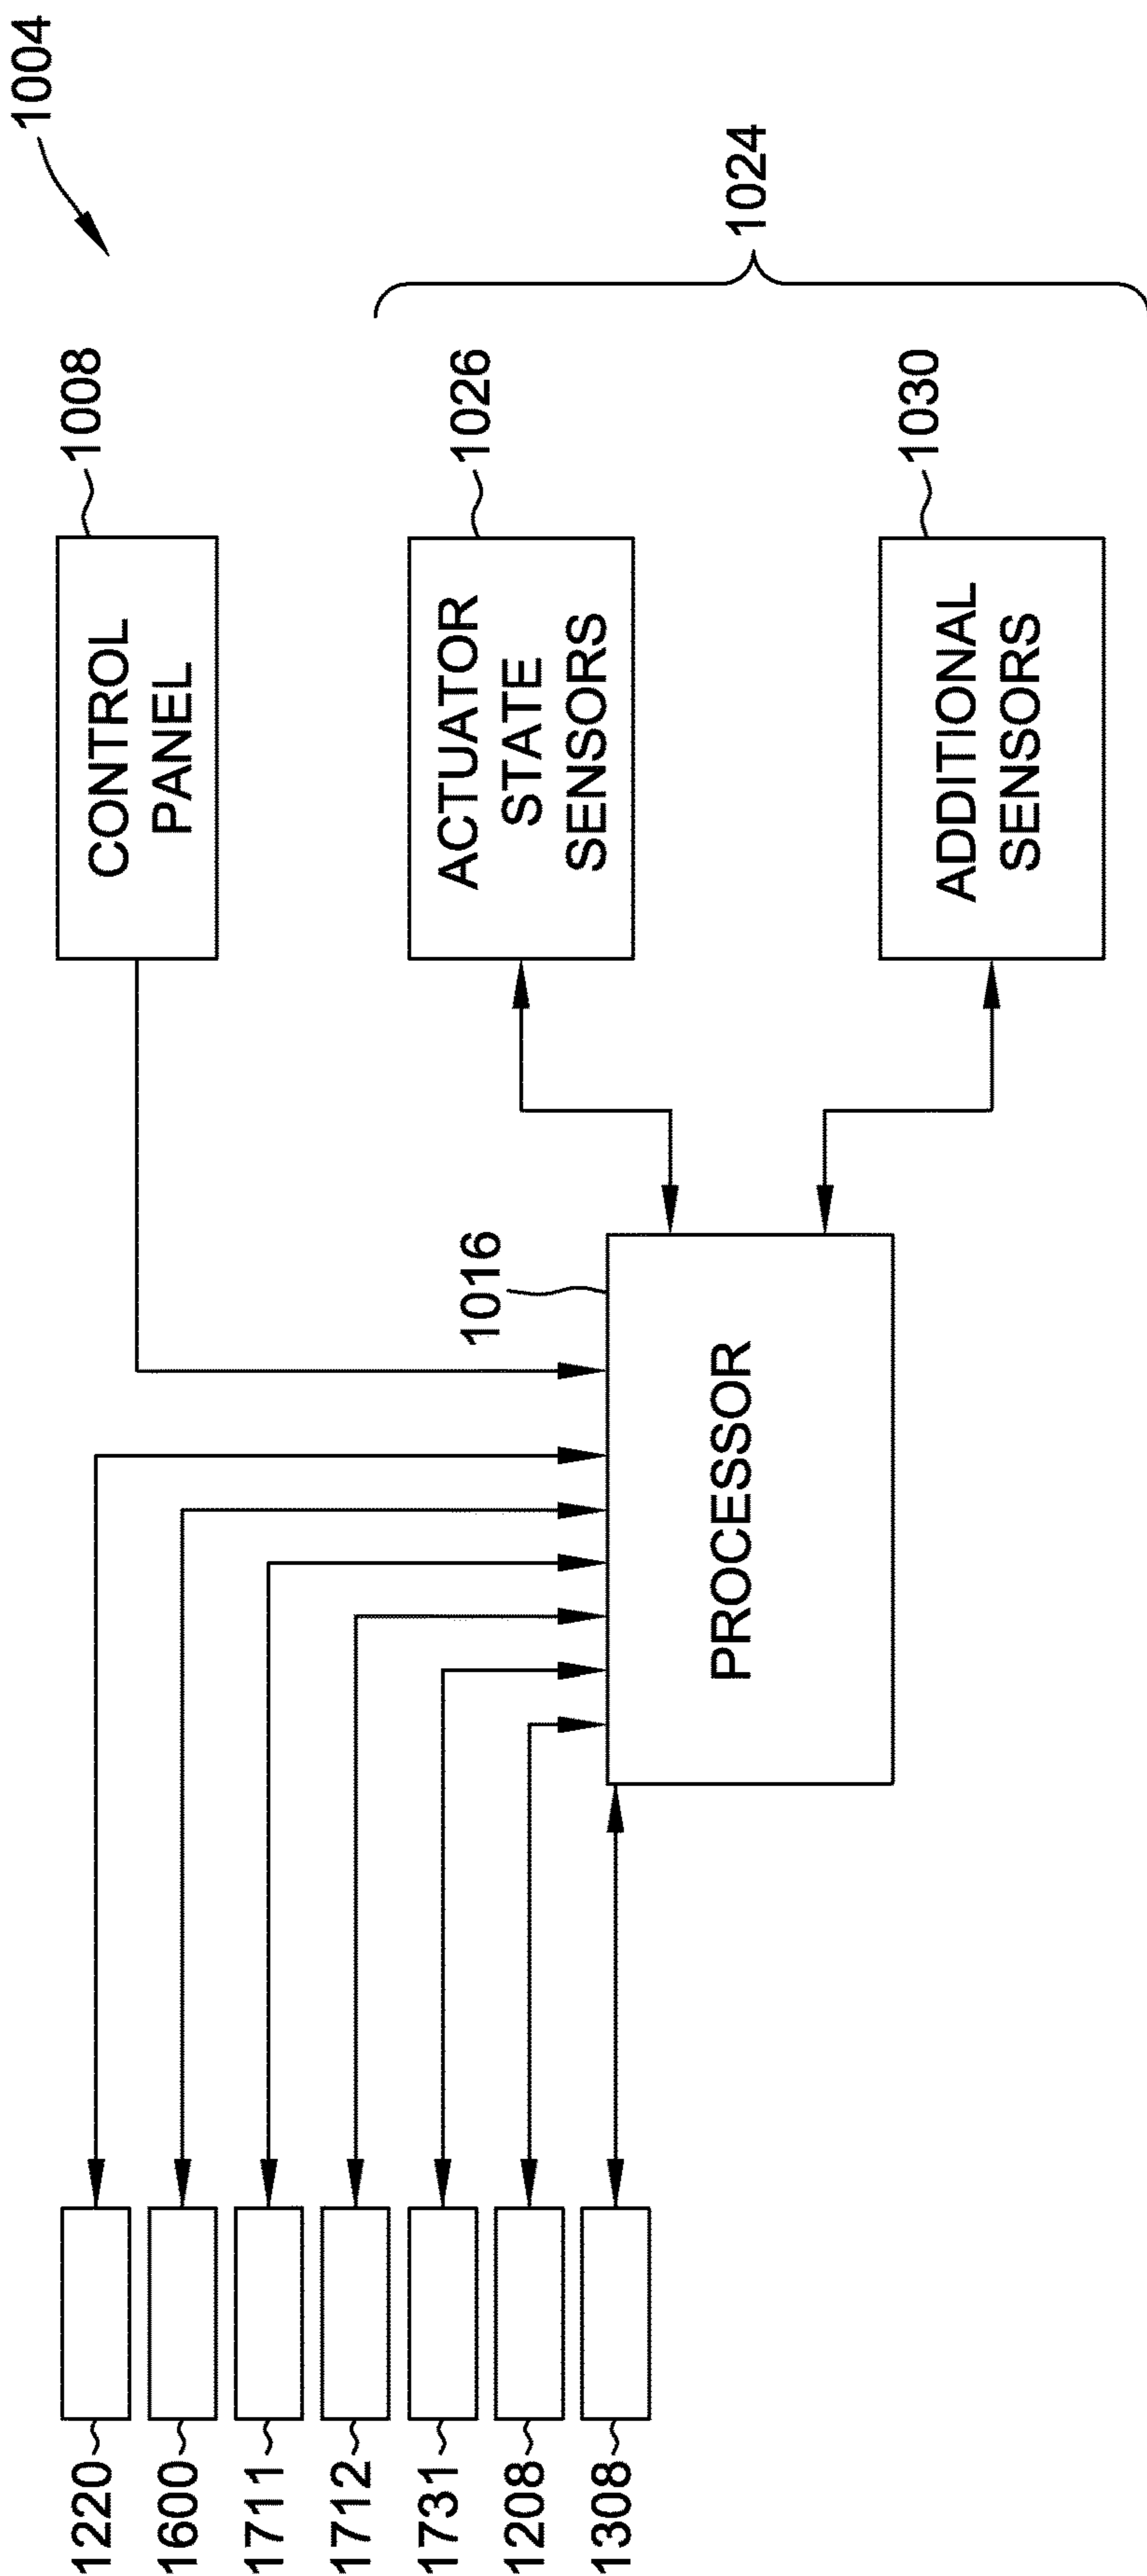 1004
1008
CONTROL
PANEL
1024
1026
ACTUATOR
STATE
SENSORS
1030
ADDITIONAL
SENSORS
1016
PROCESSOR
1220
1600
1711
1712
1731
1208
1308